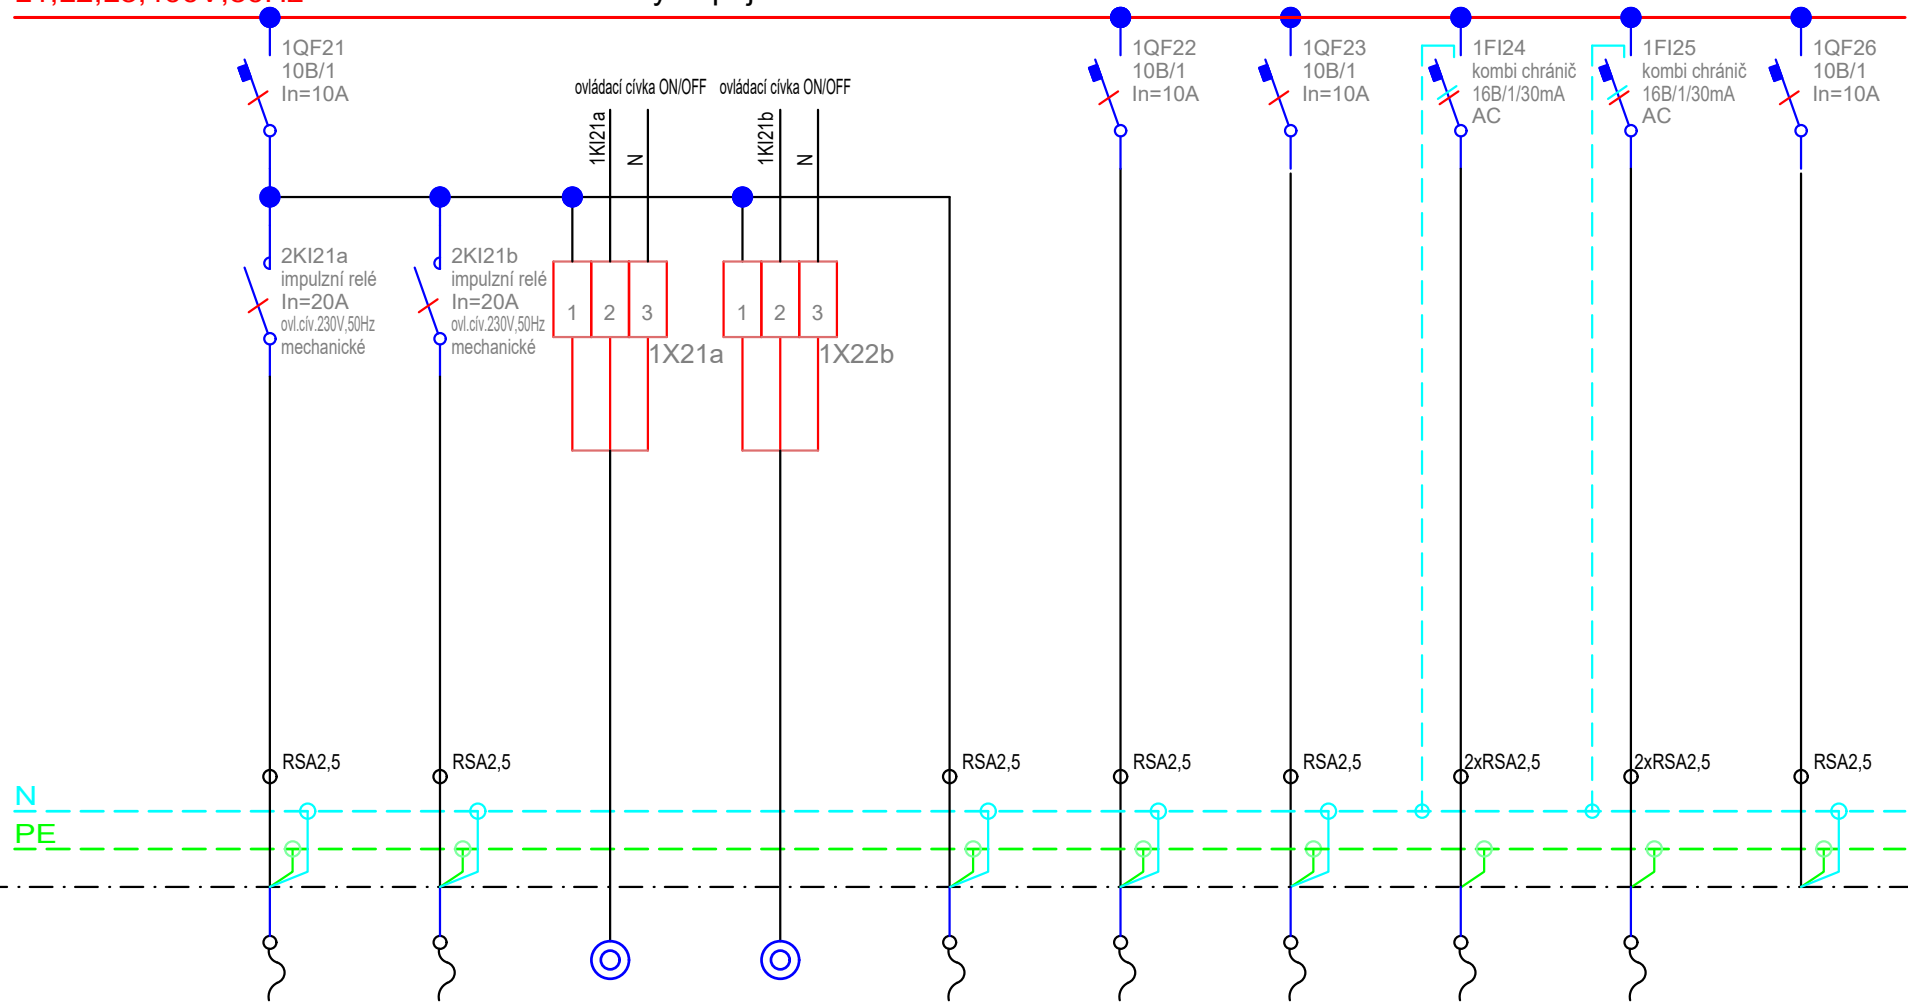 1QF21
10B/1
In=10A
ovládací cívka ON/OFF
1KI21a
N
ovládací cívka ON/OFF
1KI21b
N
1QF22
10B/1
In=10A
1QF23
10B/1
In=10A
1FI24
kombi chránič
16B/1/30mA
AC
1FI25
kombi chránič
16B/1/30mA
AC
1QF26
10B/1
In=10A
2KI21a
impulzní relé
In=20A
ovl.cív.230V,50Hz
mechanické
2KI21b
impulzní relé
In=20A
ovl.cív.230V,50Hz
mechanické
1 2 3
1X21a
1 2 3
1X22b
RSA2,5
RSA2,5
RSA2,5
RSA2,5
RSA2,5
2xRSA2,5
2xRSA2,5
RSA2,5
N
PE